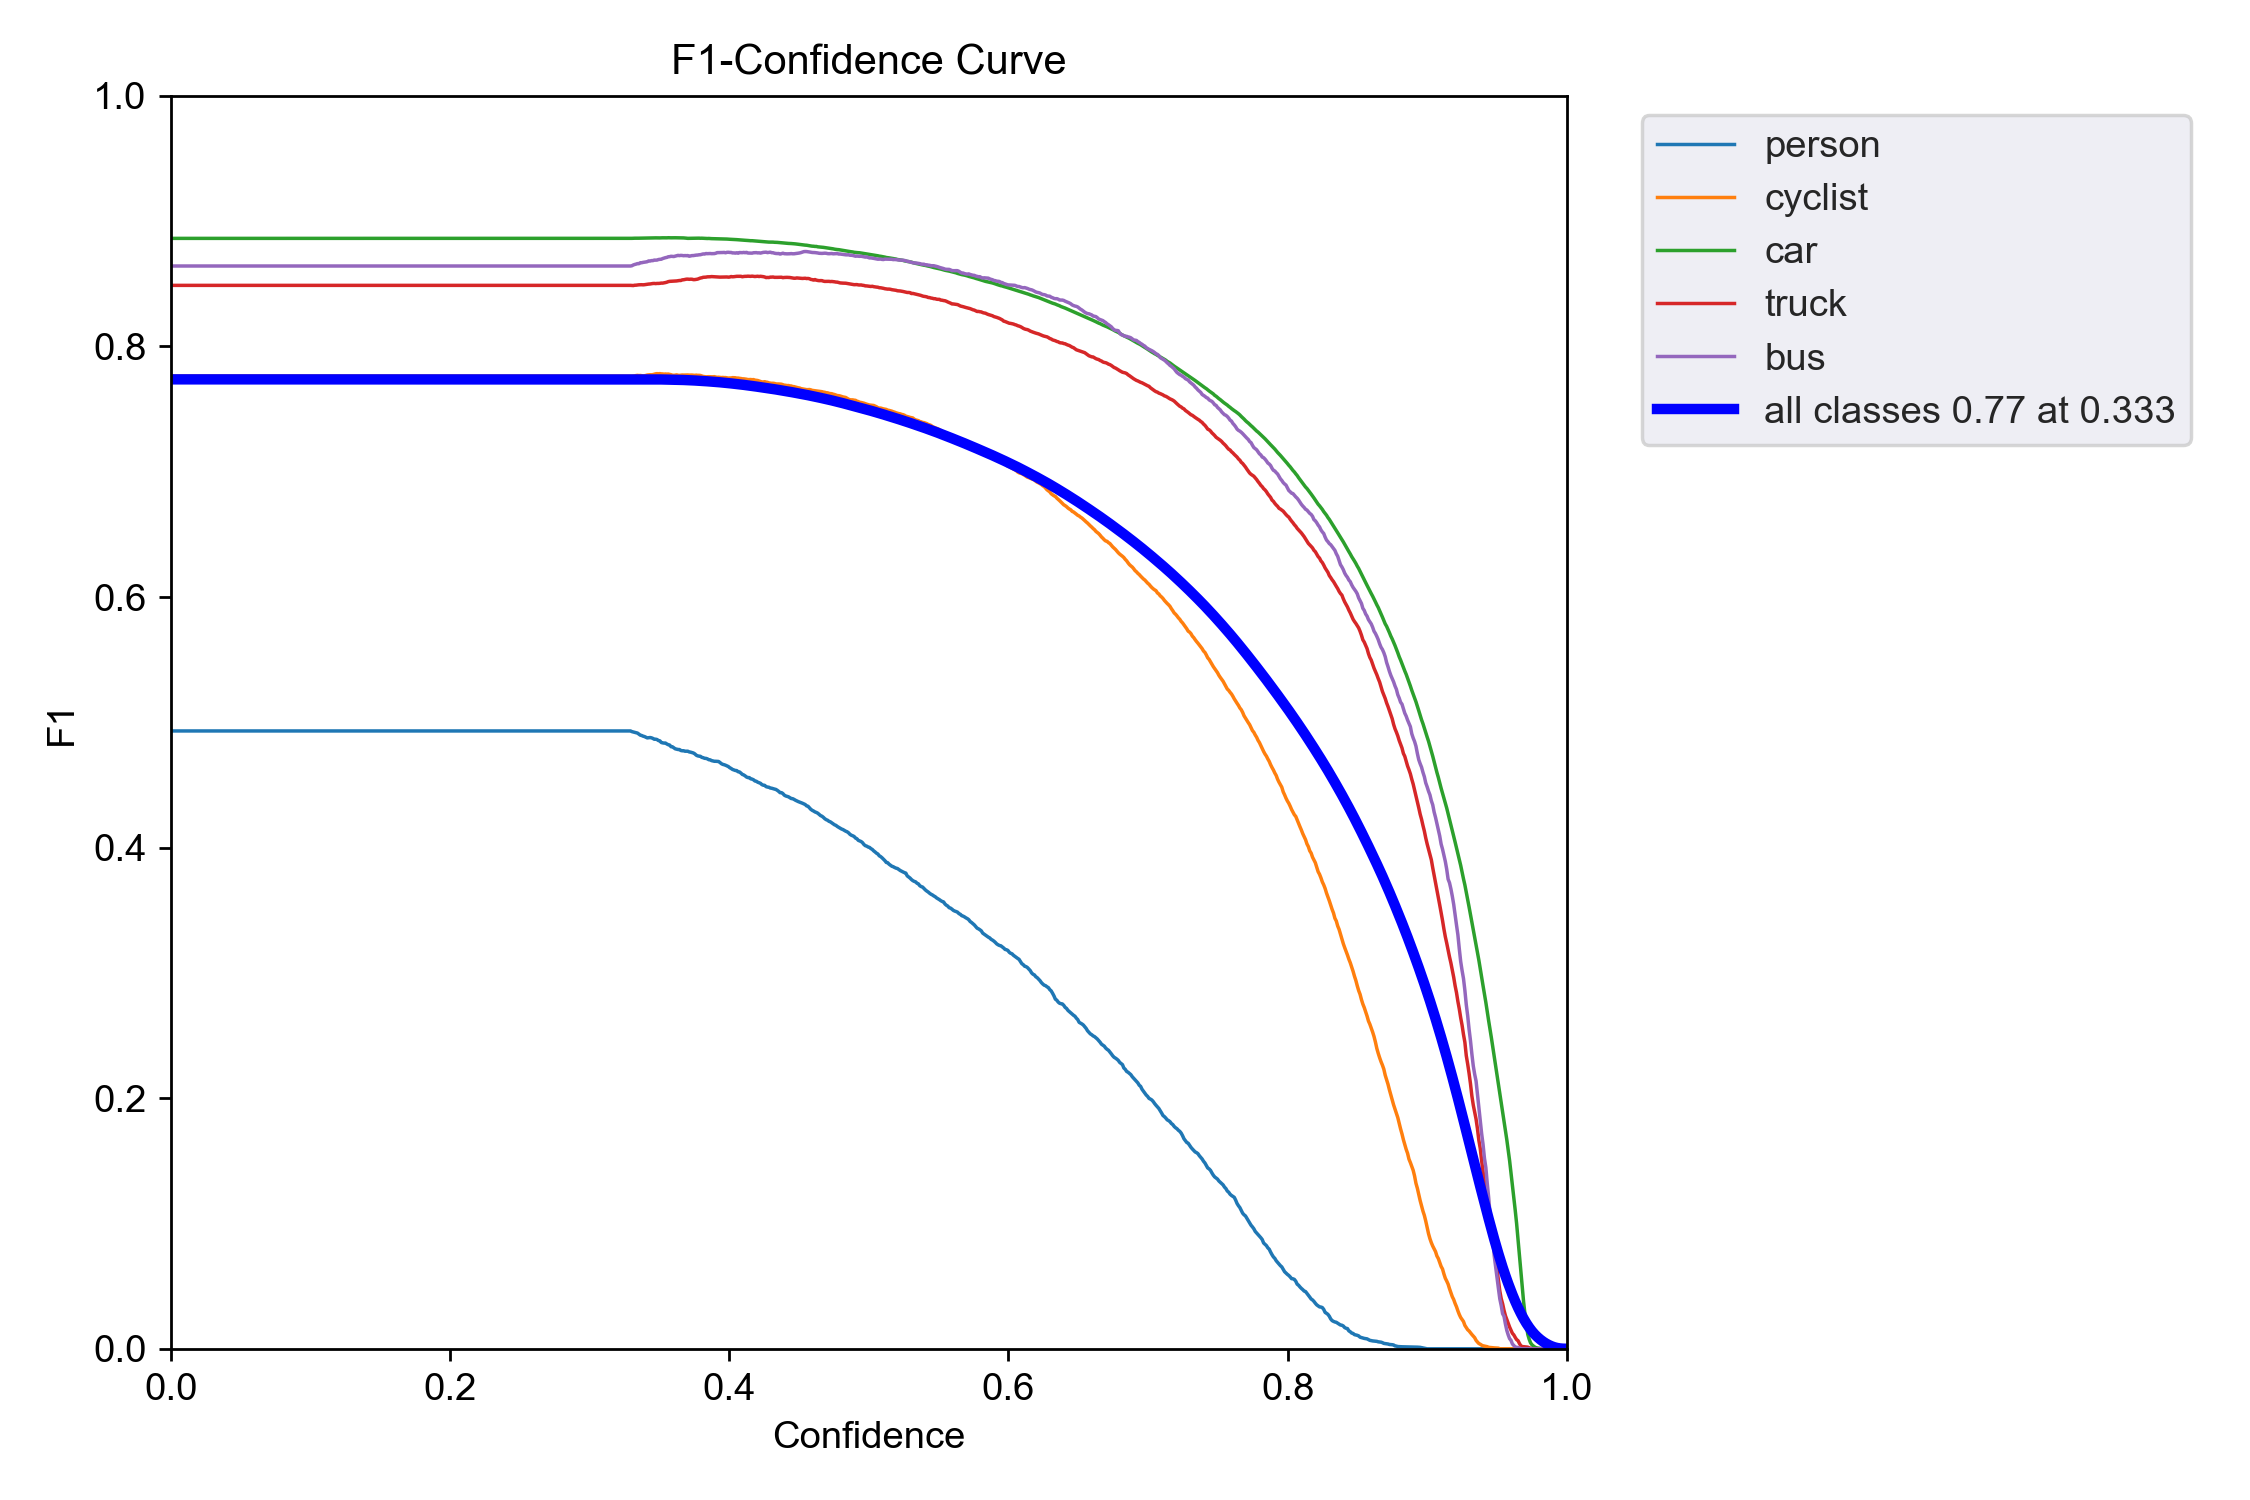 F1-Confidence Curve
1.0
0.8
0.6
0.4
0.2
0.0
F1
0.0 0.2 0.4 0.6 0.8 1.0
Confidence
person
cyclist
car
truck
bus
all classes 0.77 at 0.333